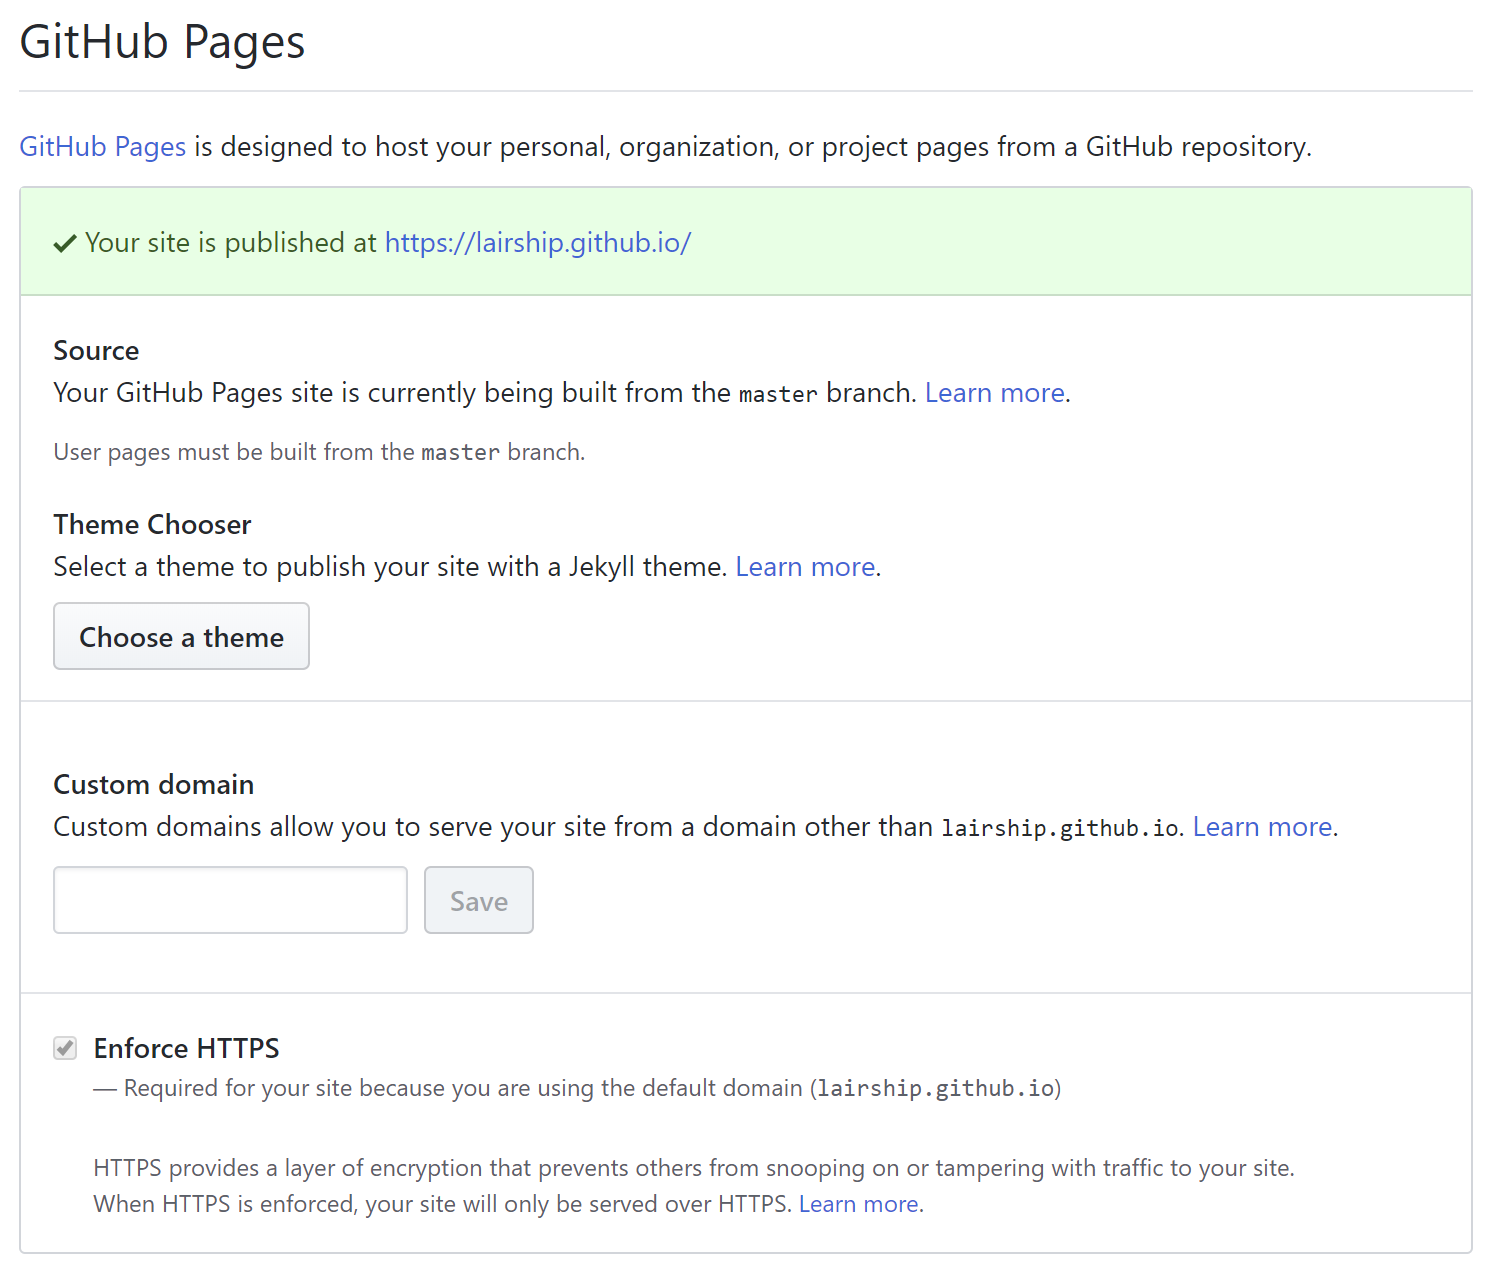 GitHub Pages
GitHub Pages is designed to host your personal, organization, or project pages from a GitHub repository.
Your site is published at https://lairship.github.io/
Source
Your GitHub Pages site is currently being built from the master branch. Learn more.
User pages must be built from the master branch.
Theme Chooser
Select a theme to publish your site with a Jekyll theme. Learn more.
Choose a theme
Custom domain
Custom domains allow you to serve your site from a domain other than lairship.github.io. Learn more.
Save
Enforce HTTPS
— Required for your site because you are using the default domain (lairship.github.io)
HTTPS provides a layer of encryption that prevents others from snooping on or tampering with traffic to your site.
When HTTPS is enforced, your site will only be served over HTTPS. Learn more.